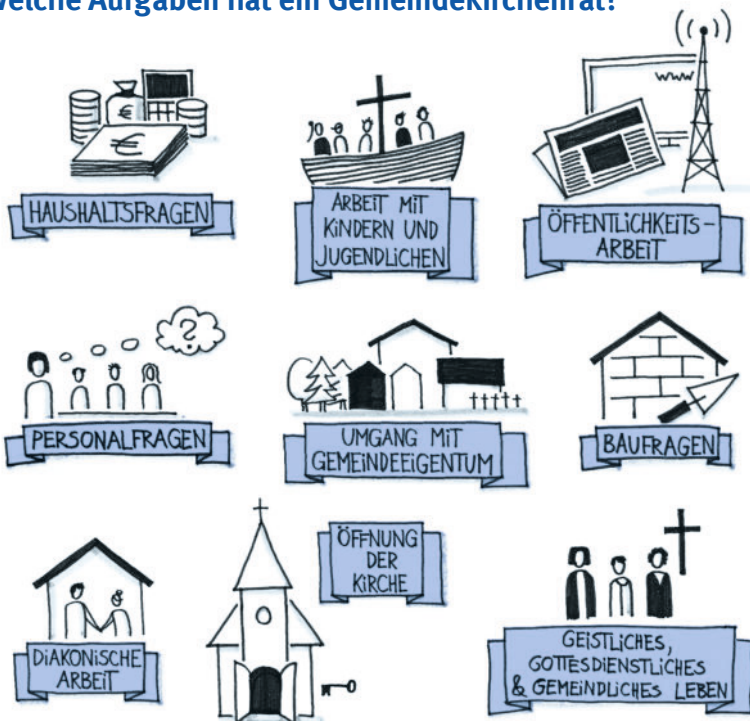 Welche Aufgaben hat ein Gemeindekirchenrat?
€
€
www
HAUSHALTSFRAGEN
ARBEIT MIT
KINDERN UND
JUGENDLICHEN
ÖFFENTLICHKEITS-
ARBEIT
?
PERSONALFRAGEN
UMGANG MIT
GEMEINDEEIGENTUM
BAUFRAGEN
DIAKONISCHE
ARBEIT
ÖFFNUNG
DER
KIRCHE
GEISTLICHES,
GOTTESDIENSTLICHES
& GEMEINDLICHES LEBEN